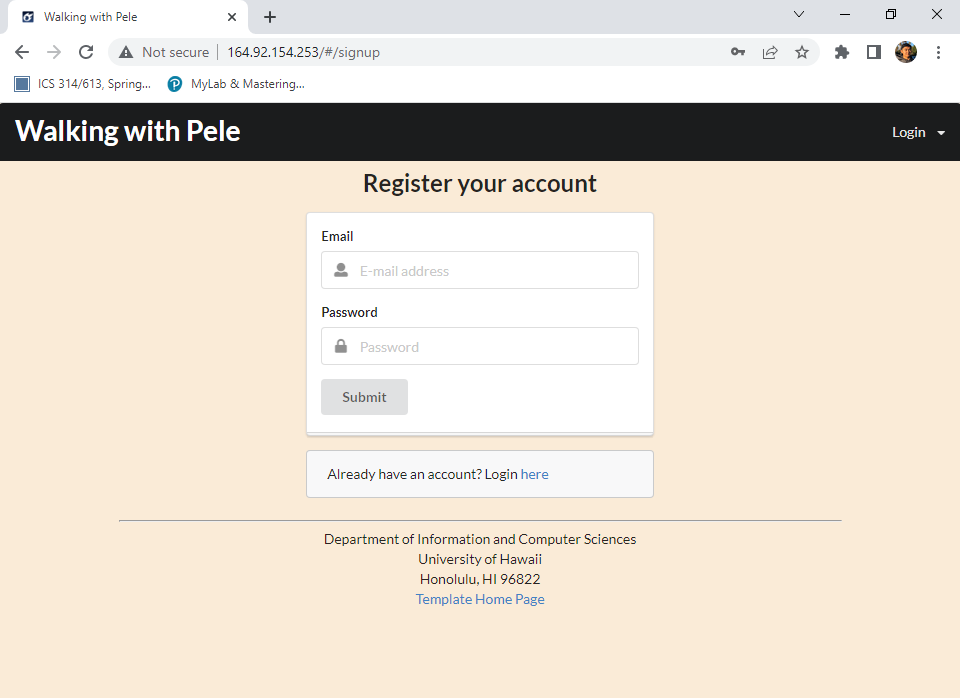 Walking with Pele
Not secure 164.92.154.253/#/signup
ICS 314/613, Spring... MyLab & Mastering...
Walking with Pele
Login
Register your account
Email
E-mail address
Password
Password
Submit
Already have an account? Login here
Department of Information and Computer Sciences
University of Hawaii
Honolulu, HI 96822
Template Home Page